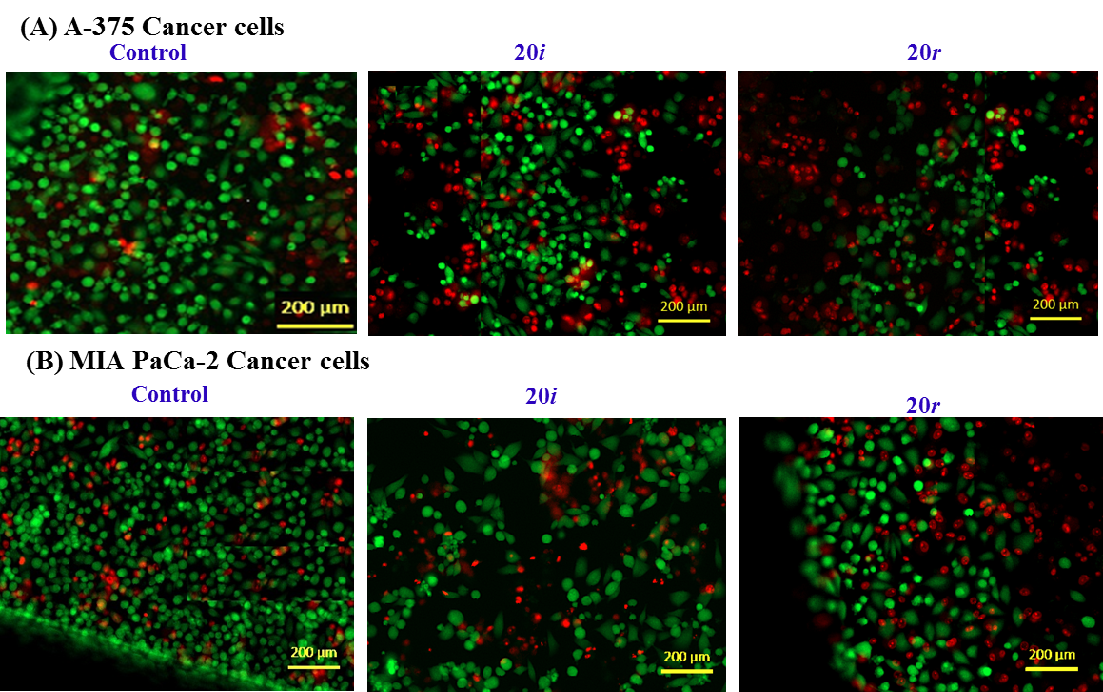 (A) A-375 Cancer cells
Control
20i
20r
200 µm
200 µm
200 µm
(B) MIA PaCa-2 Cancer cells
Control
20i
20r
200 µm
200 µm
200 µm